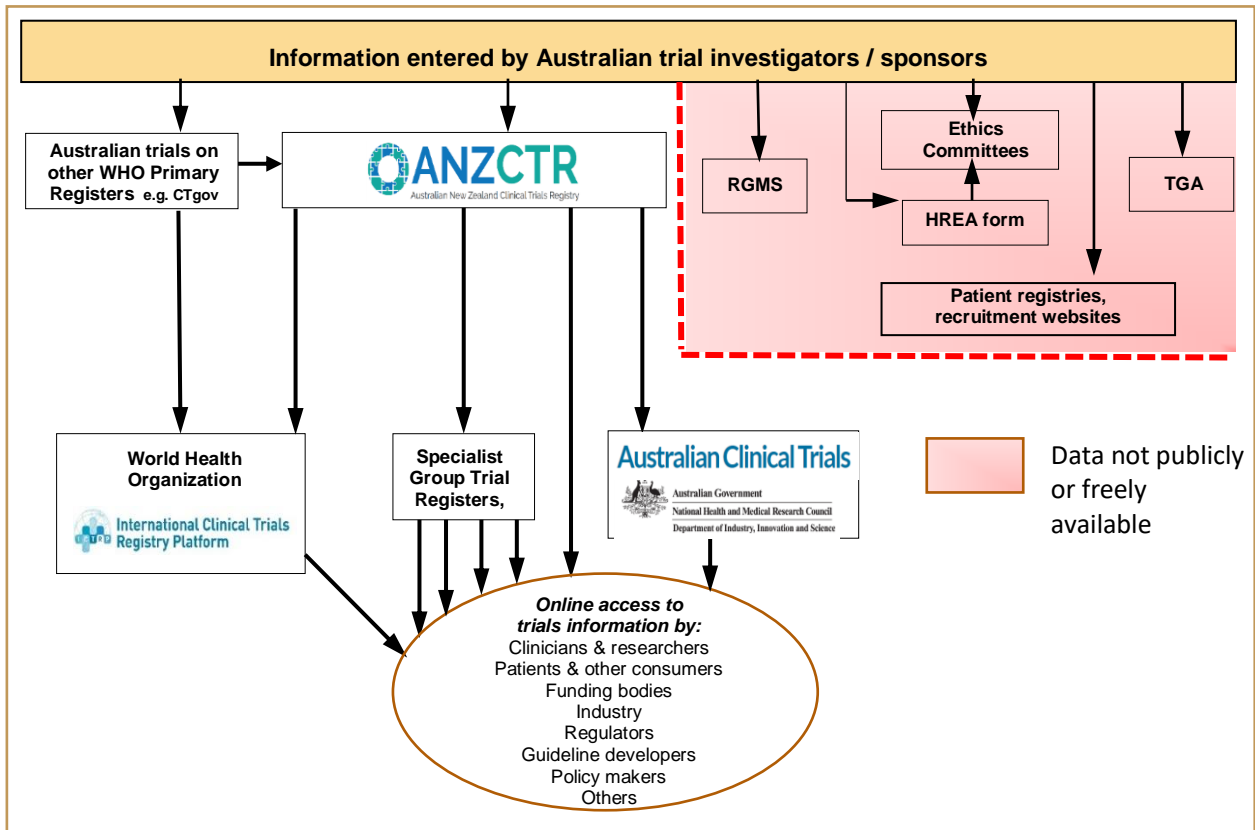 Information entered by Australian trial investigators / sponsors
Australian trials on
other WHO Primary
Registers e.g. CTgov
ANZCTR
Australian New Zealand Clinical Trials Registry
RGMS
Ethics
Committees
HREA form
TGA
Patient registries,
recruitment websites
World Health
Organization
ICTRP
International Clinical Trials
Registry Platform
Specialist
Group Trial
Registers,
Australian Clinical Trials
Australian Government
National Health and Medical Research Council
Department of Industry, Innovation and Science
Data not publicly
or freely
available
Online access to
trials information by:
Clinicians & researchers
Patients & other consumers
Funding bodies
Industry
Regulators
Guideline developers
Policy makers
Others